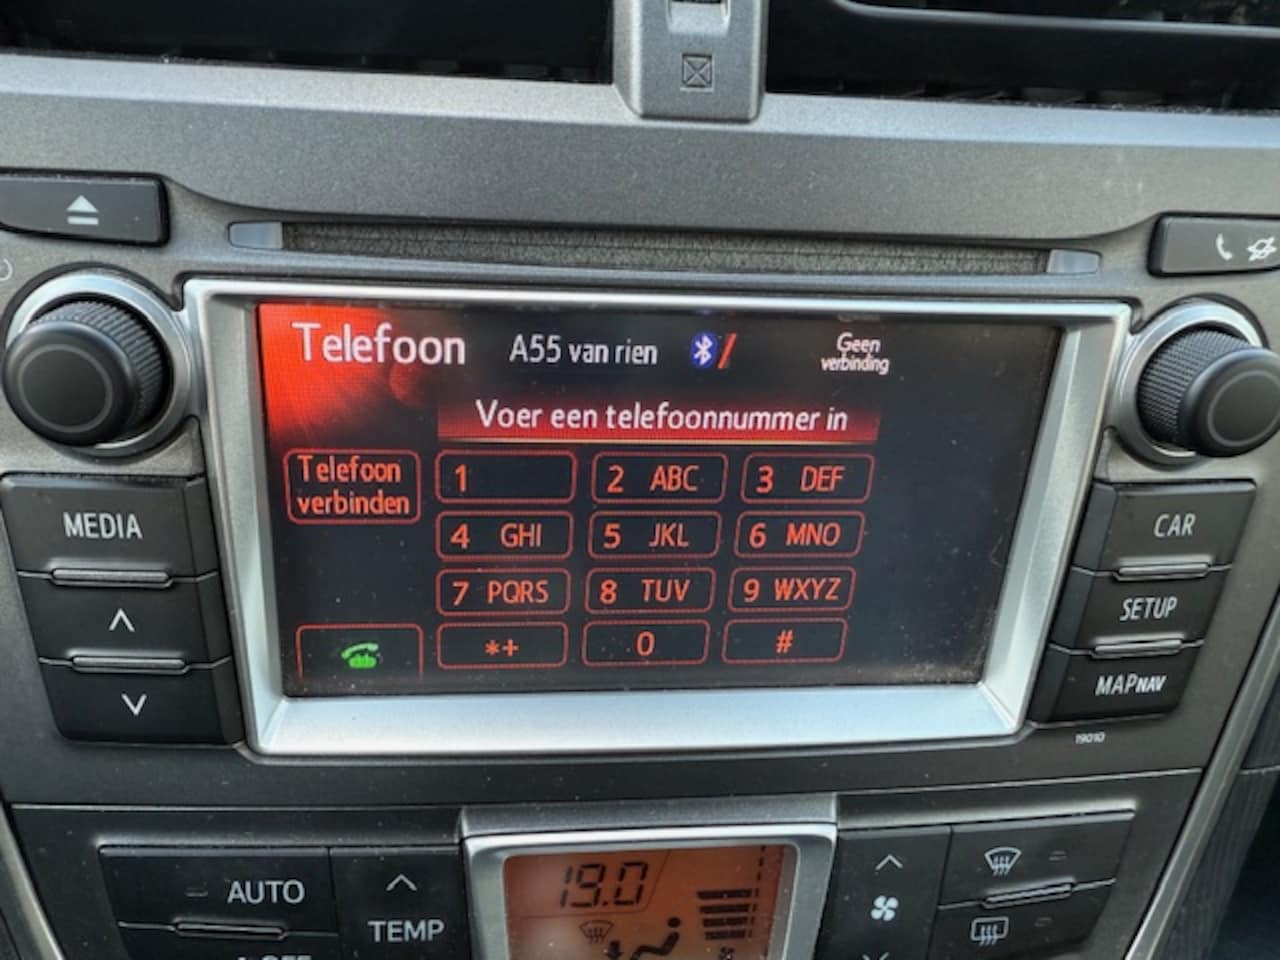 Telefoon A55 van rien Geen
verbinding
Voer een telefoonnummer in
Telefoon
verbinden
1 2 ABC 3 DEF
4 GHI 5 JKL 6 MNO
7 PQRS 8 TUV 9 WXYZ
*+ 0 #
MEDIA
CAR
SETUP
MAPNAV
19010
AUTO
TEMP
19.0